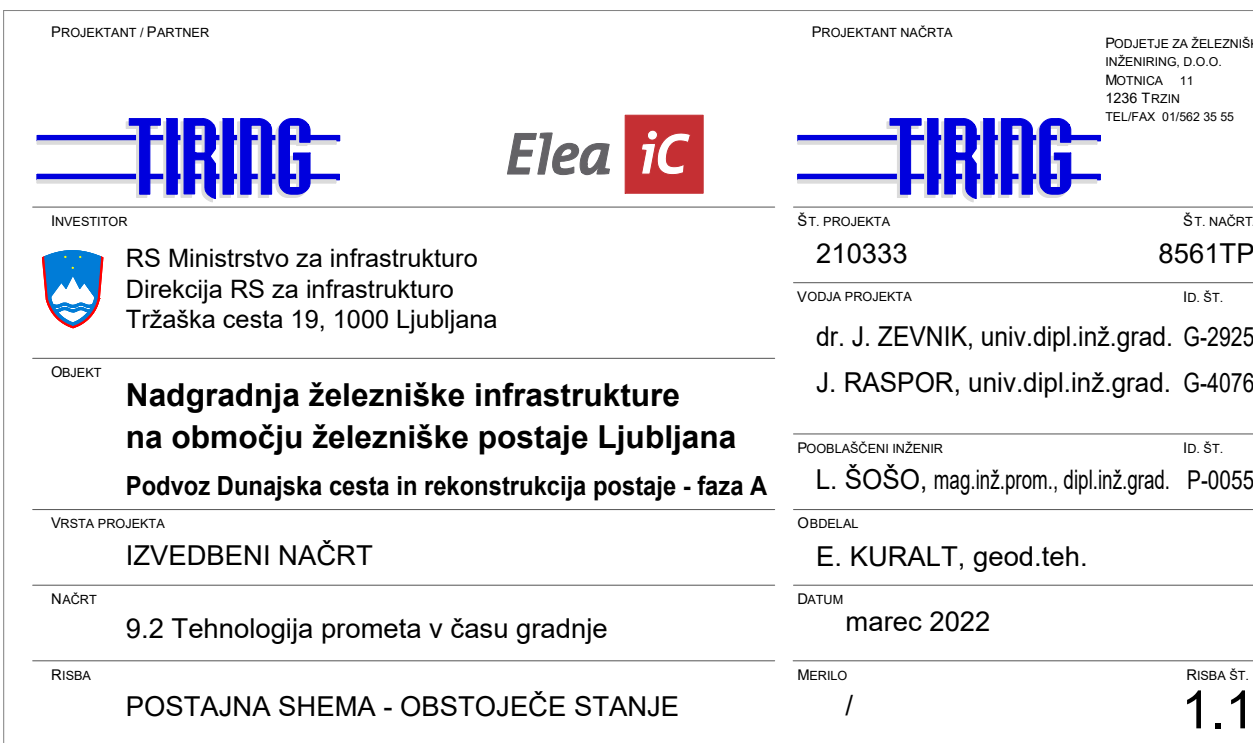 PROJEKTANT / PARTNER
TIRING
Elea iC
INVESTITOR
RS Ministrstvo za infrastrukturo
Direkcija RS za infrastrukturo
Tržaška cesta 19, 1000 Ljubljana
OBJEKT
Nadgradnja železniške infrastrukture
na območju železniške postaje Ljubljana
Podvoz Dunajska cesta in rekonstrukcija postaje - faza A
VRSTA PROJEKTA
IZVEDBENI NAČRT
NAČRT
9.2 Tehnologija prometa v času gradnje
RISBA
POSTAJNA SHEMA - OBSTOJEČE STANJE
PROJEKTANT NAČRTA
PODJETJE ZA
INŽENIRING, D.O.O.
MOTNICA 11
1236 TRZIN
TEL/FAX 01/562 35 55
TIRING
ŠT. PROJEKTA ŠT. NAČRTA
210333 8561TP
VODJA PROJEKTA ID. ŠT.
dr. J. ZEVNIK, univ.dipl.inž.grad. G-2925
J. RASPOR, univ.dipl.inž.grad. G-4076
POOBLAŠČENI INŽENIR ID. ŠT.
L. ŠOŠO, mag.inž.prom., dipl.inž.grad. P-0055
OBDELAL
E. KURALT, geod.teh.
DATUM
marec 2022
MERILO RISBA ŠT.
/ 1.1